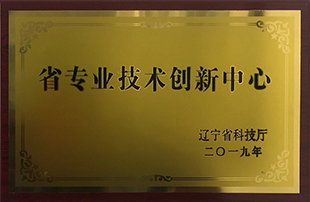 省专业技术创新中心
辽宁省科技厅
二〇一九年